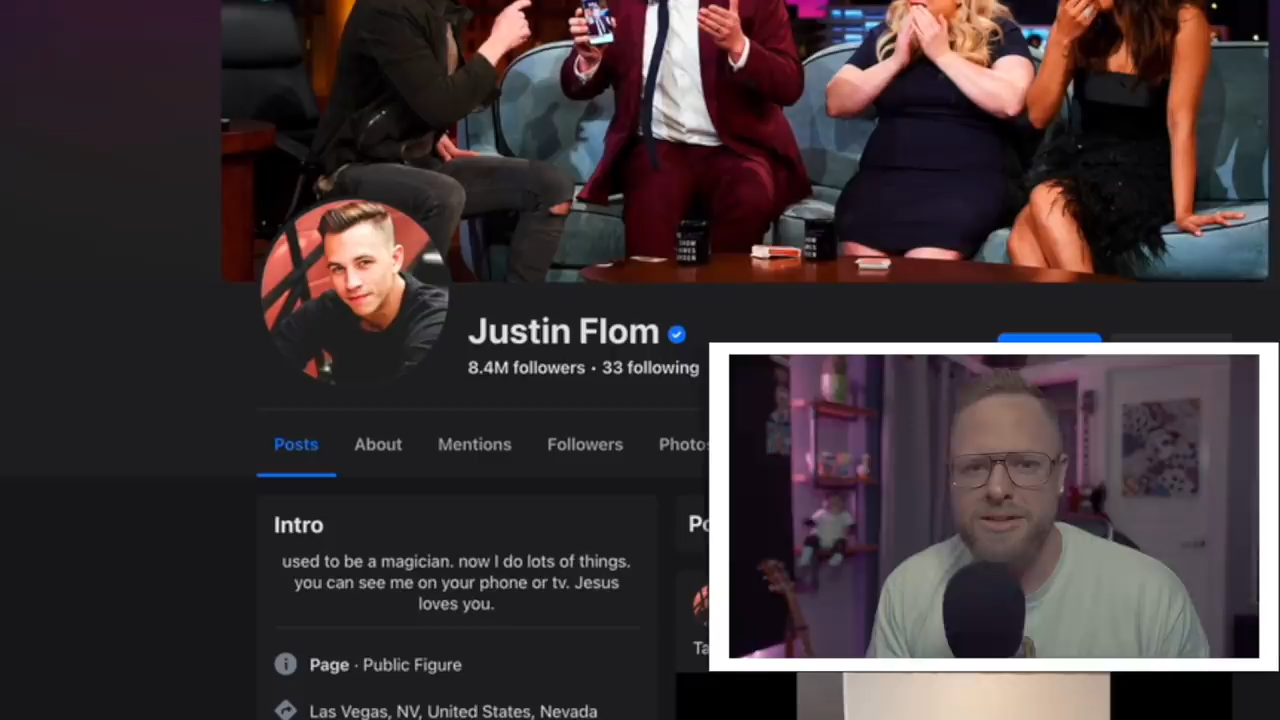 Justin Flom
8.4M followers · 33 following
Posts About Mentions Followers Photos
Intro
used to be a magician. now I do lots of things.
you can see me on your phone or tv. Jesus
loves you.
Page · Public Figure
Las Vegas, NV, United States, Nevada